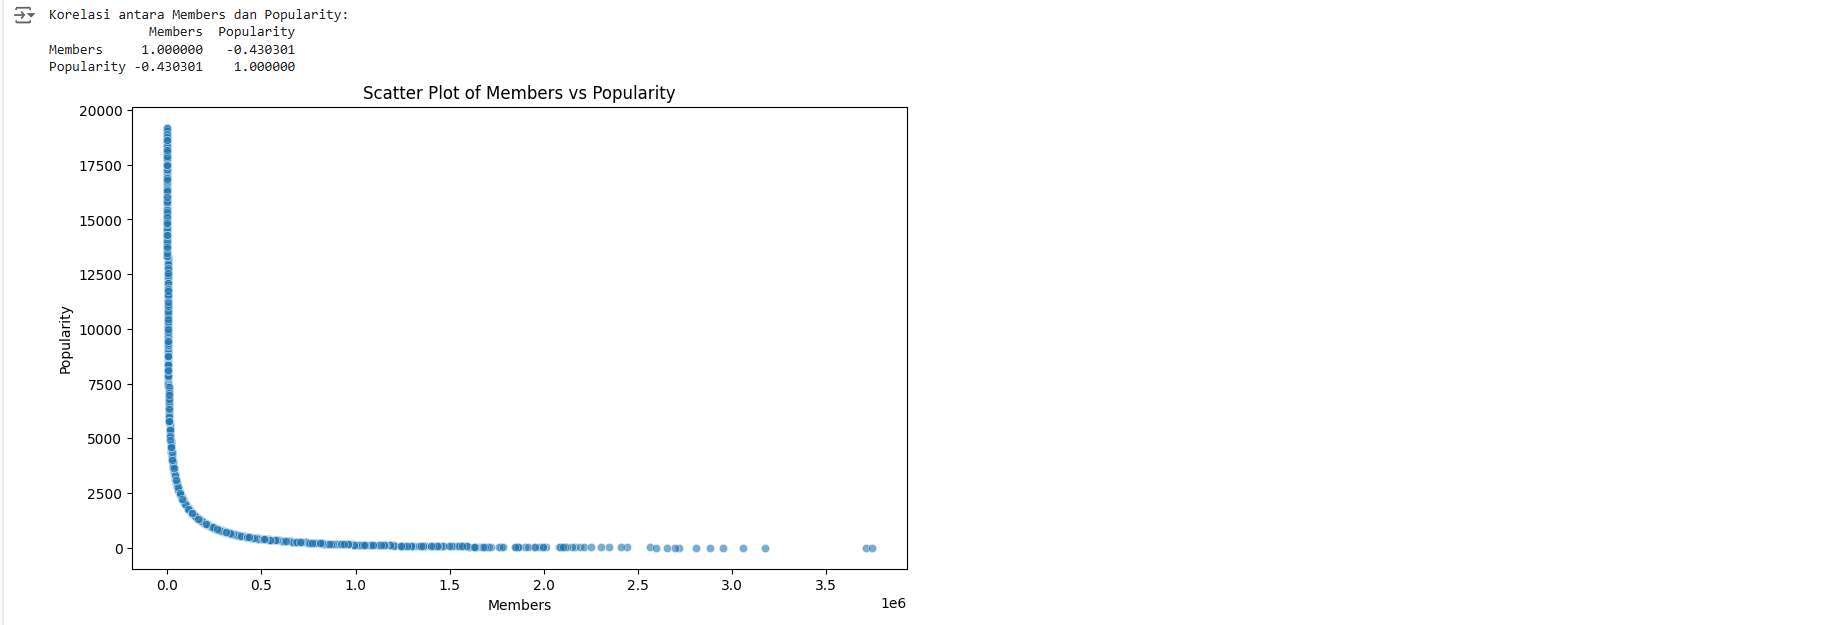 Korelasi antara Members dan Popularity:
Members Popularity
Members 1.000000 -0.430301
Popularity -0.430301 1.000000
Scatter Plot of Members vs Popularity
20000
17500
15000
12500
10000
7500
5000
2500
0
Popularity
0.0 0.5 1.0 1.5 2.0 2.5 3.0 3.5
1e6
Members